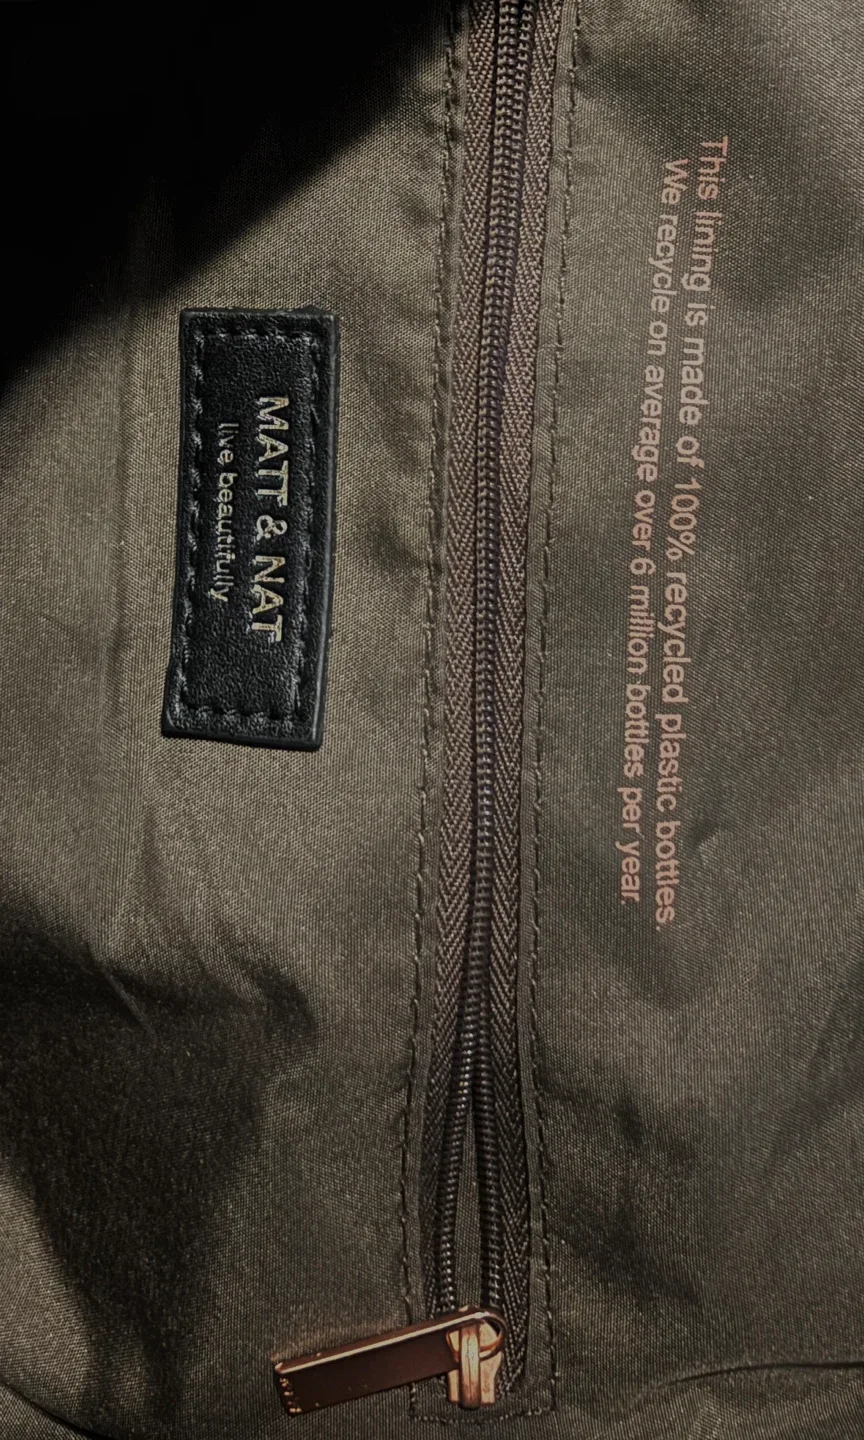 This lining is made of 100% recycled plastic bottles.
We recycle on average over 6 million bottles per year.
MATT & NAT
live beautifully